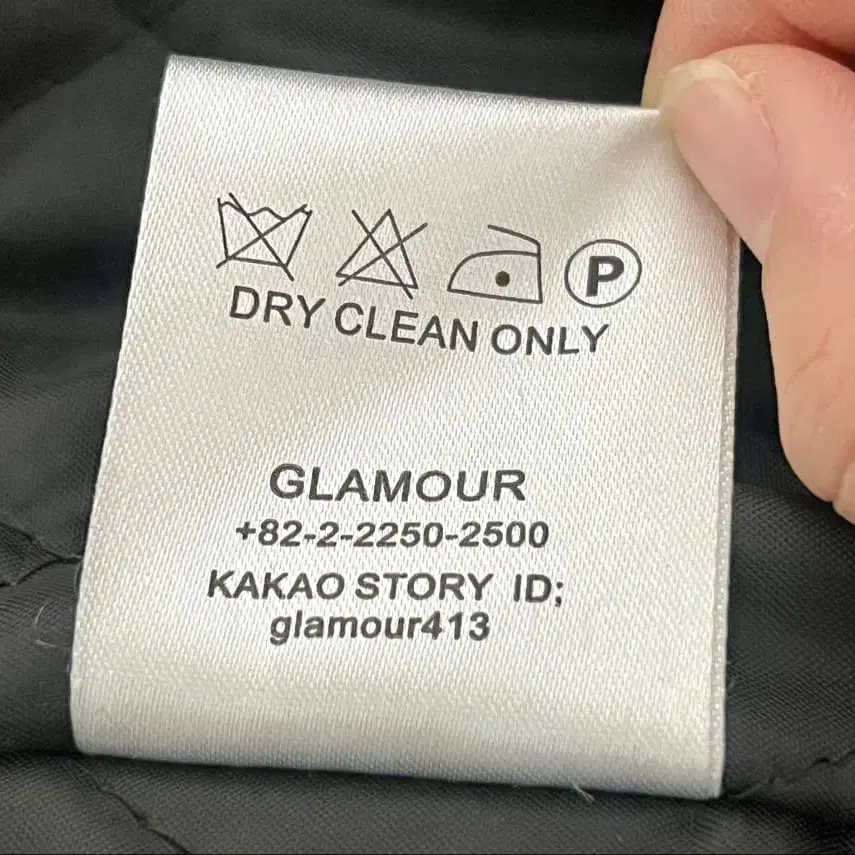 P
DRY CLEAN ONLY
GLAMOUR
+82-2-2250-2500
KAKAO STORY ID;
glamour413